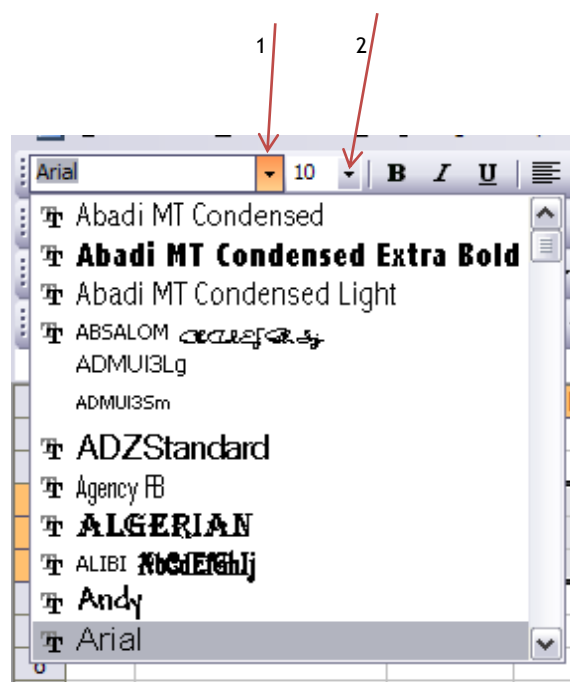 1 2
Arial 10 B I U
Abadi MT Condensed
Abadi MT Condensed Extra Bold
Abadi MT Condensed Light
ABSALOM
ADMUI3Lg
ADMUI3Sm
ADZStandard
Agency FB
ALGERIAN
ALIBI AbCdEfGhIj
Andy
Arial